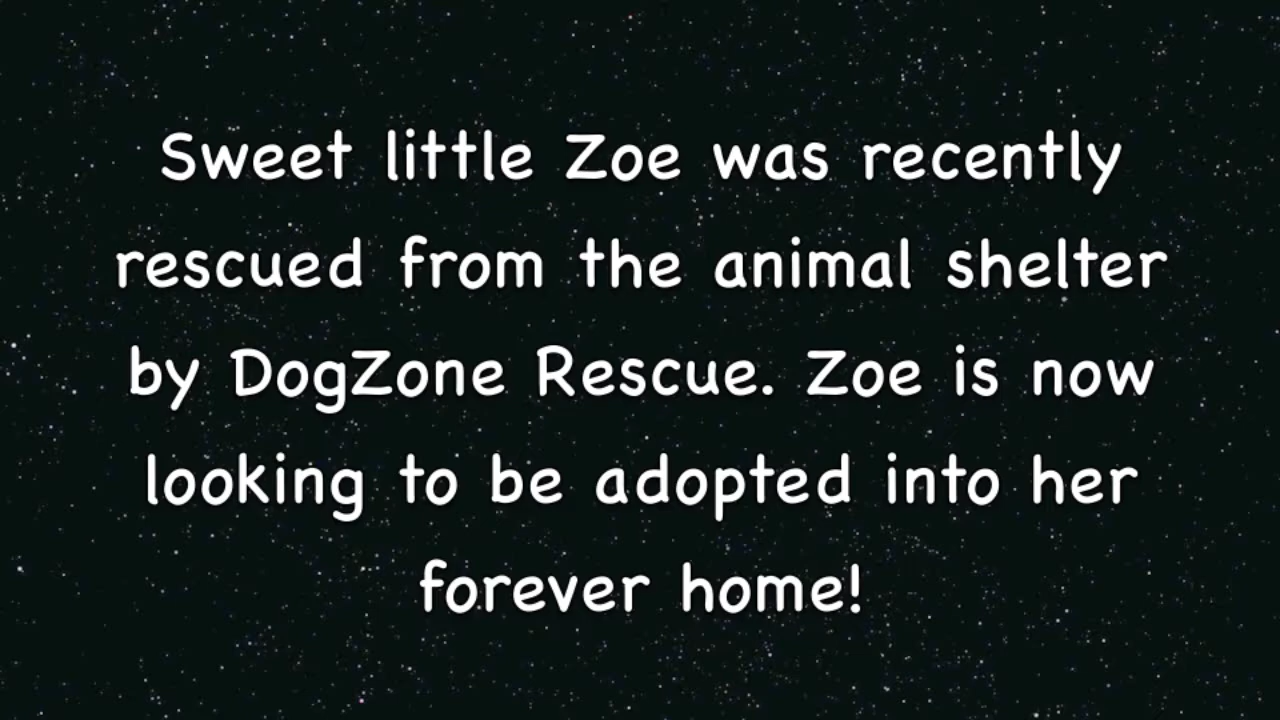 Sweet little Zoe was recently
rescued from the animal shelter
by DogZone Rescue. Zoe is now
looking to be adopted into her
forever home!